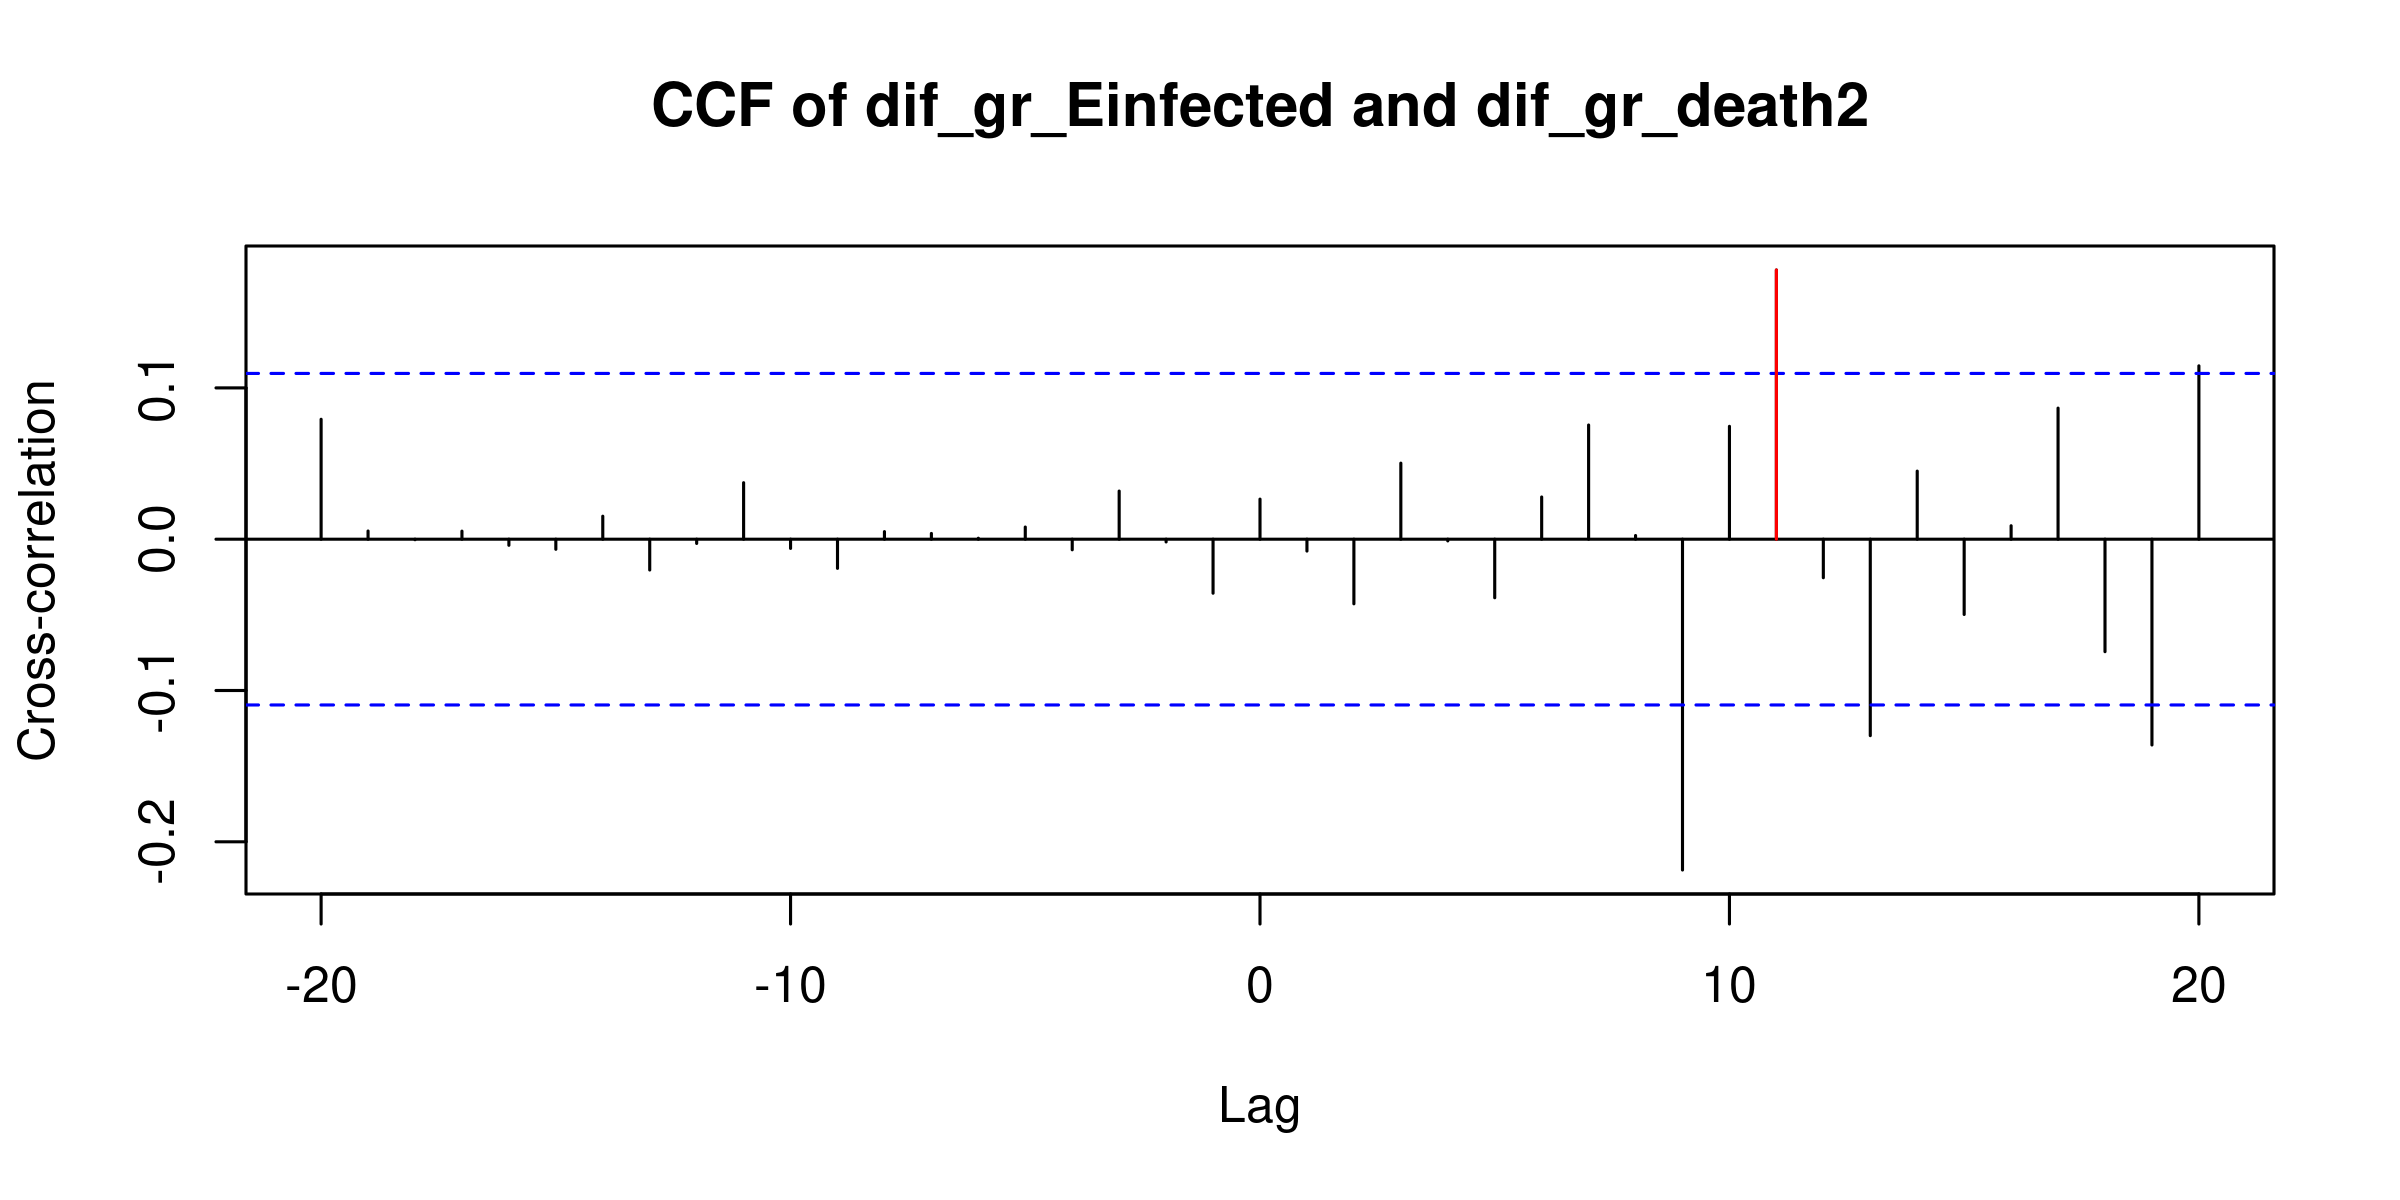 CCF of dif_gr_Einfected and dif_gr_death2
Cross-correlation
0.1
0.0
-0.1
-0.2
-20 -10 0 10 20
Lag